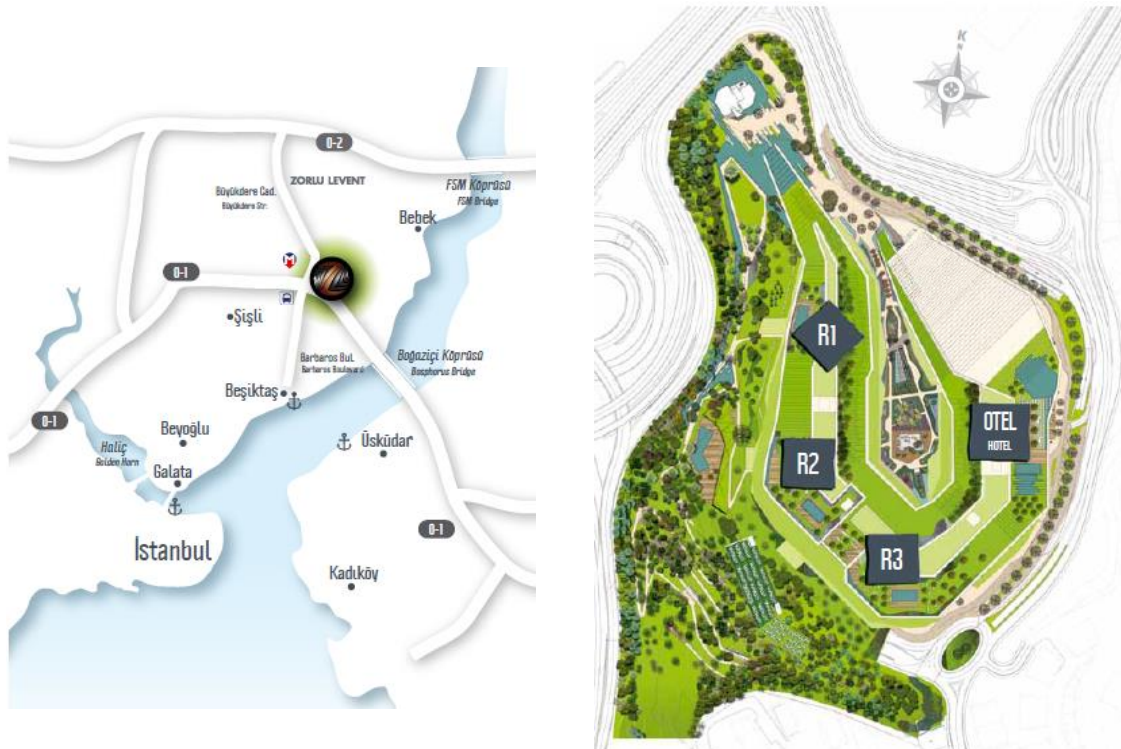 O-2
ZORLU LEVENT
Büyükdere Cad.
Büyükdere Str.
FSM Köprüsü
FSM Bridge
Bebek
M
O-1
Şişli
Barbaros Bul.
Barbaros Boulevard
Boğaziçi Köprüsü
Bosphorus Bridge
Beşiktaş
O-1
Beyoğlu
Üsküdar
Haliç
Golden Horn
Galata
O-1
İstanbul
Kadıköy
K
N
R1
R2
OTEL
HOTEL
R3